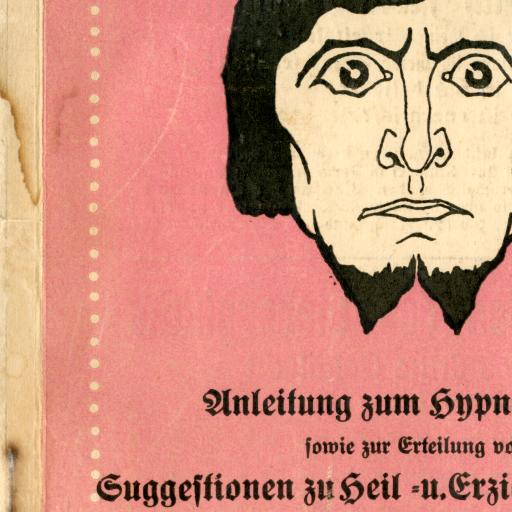 Anleitung zum Hypn
sowie zur Erteilung vo
Suggestionen zu Heil-u. Erzi